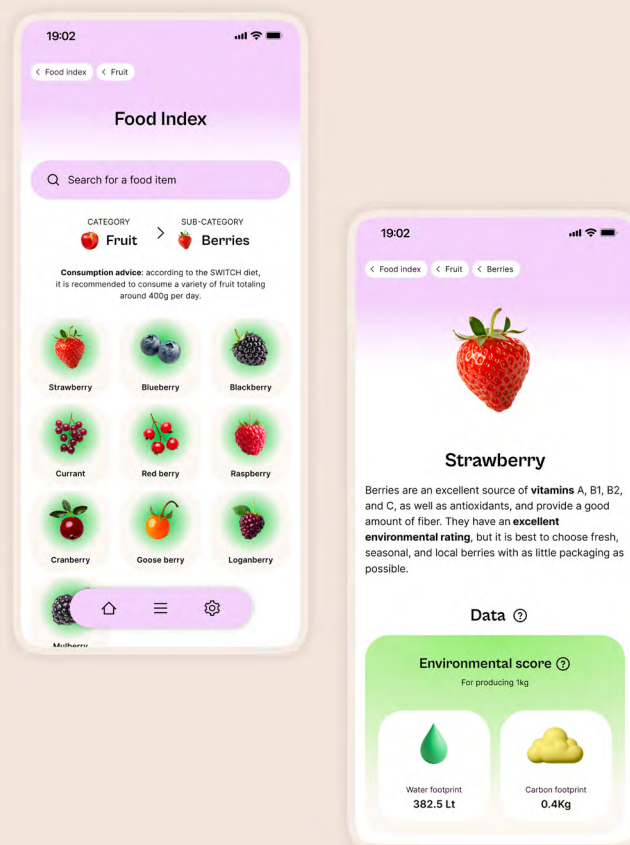 19:02
< Food index < Fruit
Food Index
Search for a food item
CATEGORY
Fruit
>
SUB-CATEGORY
Berries
Consumption advice: according to the SWITCH diet,
it is recommended to consume a variety of fruit totaling
around 400g per day.
Strawberry Blueberry Blackberry
Currant Red berry Raspberry
Cranberry Goose berry Loganberry
Mulberry
19:02
< Food index < Fruit < Berries
Strawberry
Berries are an excellent source of vitamins A, B1, B2,
and C, as well as antioxidants, and provide a good
amount of fiber. They have an excellent
environmental rating, but it is best to choose fresh,
seasonal, and local berries with as little packaging as
possible.
Data ?
Environmental score ?
For producing 1kg
Water footprint
382.5 Lt
Carbon footprint
0.4Kg